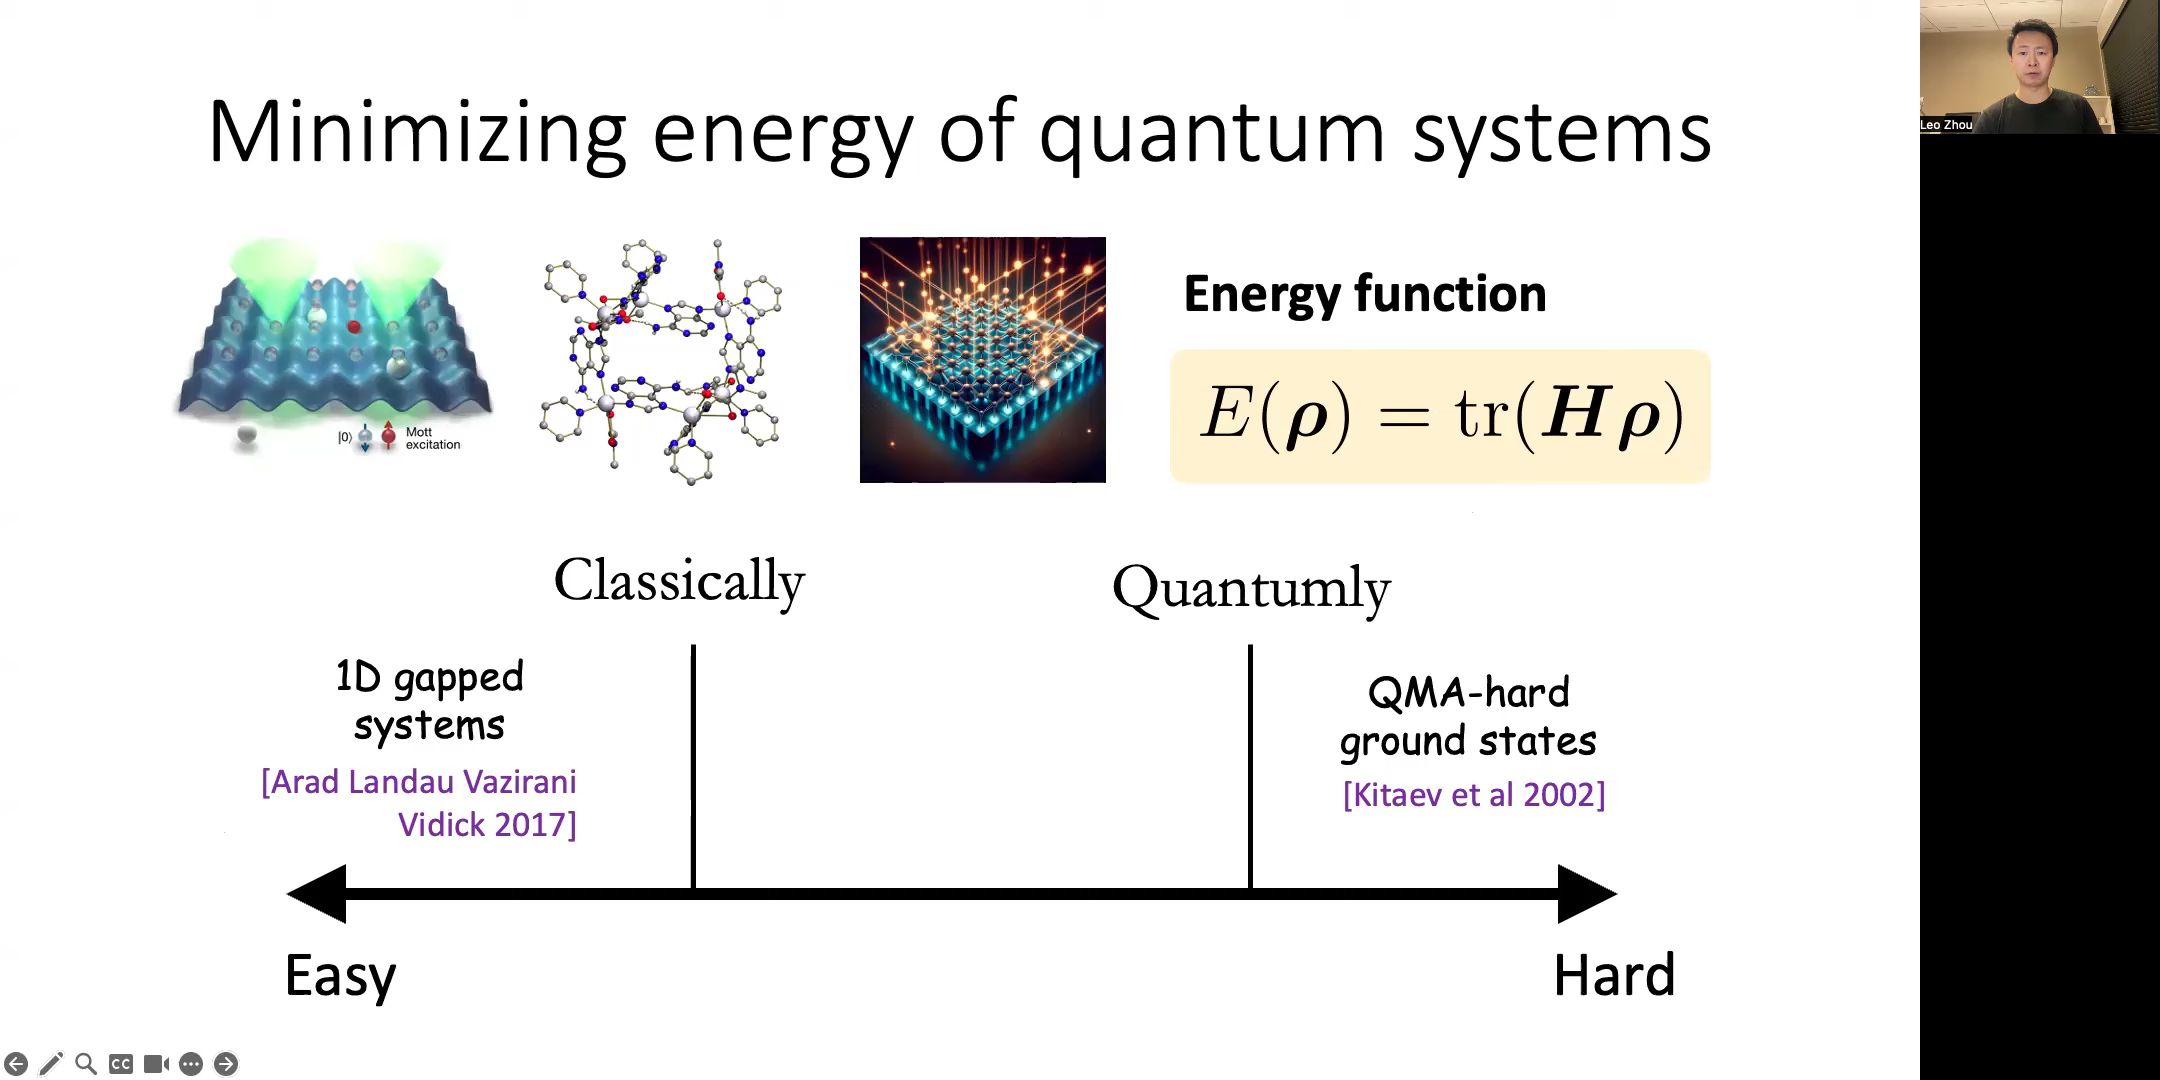 Minimizing energy of quantum systems
Leo Zhou
|0⟩
Mott
excitation
Energy function
E(ρ) = tr(Hρ)
Classically
Quantumly
1D gapped
systems
[Arad Landau Vazirani
Vidick 2017]
QMA-hard
ground states
[Kitaev et al 2002]
Easy
Hard
CC